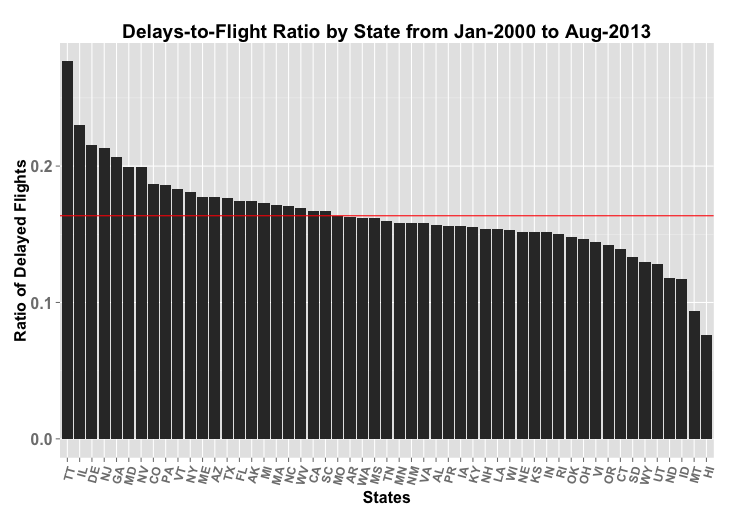 Delays-to-Flight Ratio by State from Jan-2000 to Aug-2013
Ratio of Delayed Flights
0.2
0.1
0.0
TT IL DE NJ GA MD NV CO PA VT NY ME AZ TX FL AK MI MA NC WV CA SC MO AR WA MS TN MN NM VA AL PR IA KY NH LA WI NE KS IN RI OK OH VI OR CT SD WY UT ND ID MT HI
States